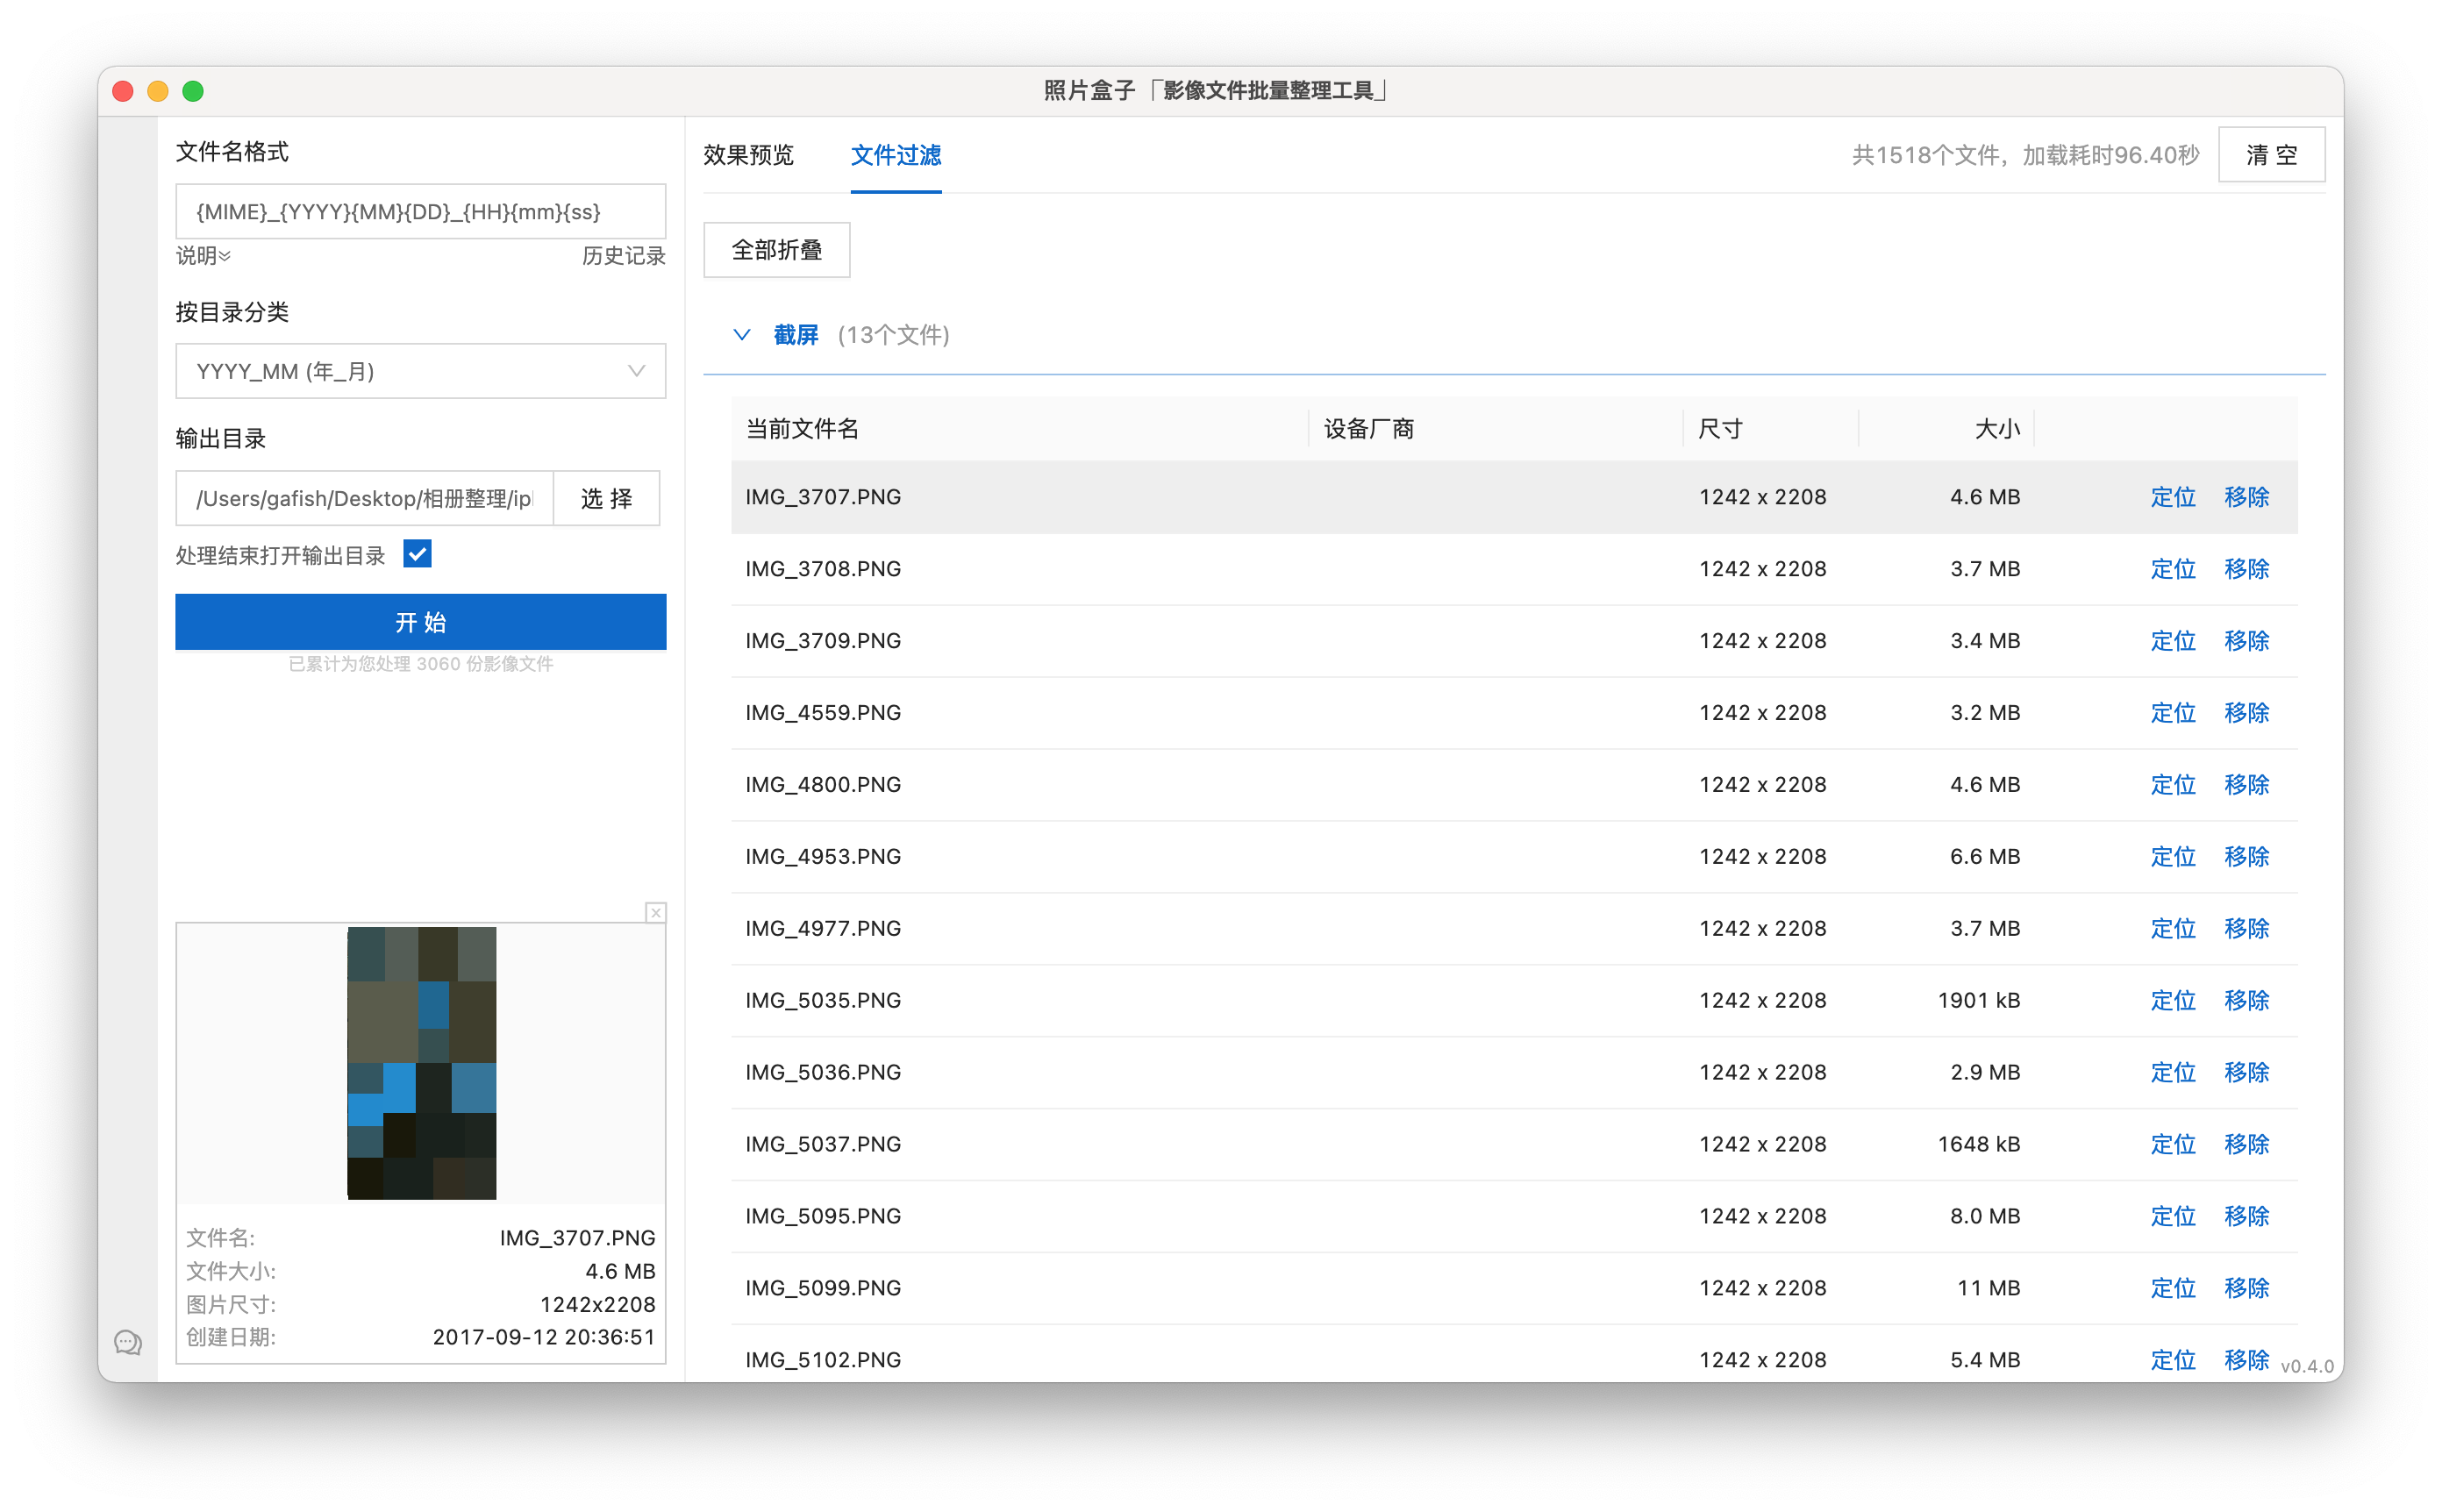 照片盒子「影像文件批量整理工具」
文件名格式
{MIME}_{YYYY}{MM}{DD}_{HH}{mm}{ss}
说明 历史记录
按目录分类
YYYY_MM (年_月)
输出目录
/Users/gafish/Desktop/相册整理/ip 选 择
处理结束打开输出目录
开 始
已累计为您处理 3060 份影像文件
文件名: IMG_3707.PNG
文件大小: 4.6 MB
图片尺寸: 1242x2208
创建日期: 2017-09-12 20:36:51
效果预览 文件过滤 共1518个文件，加载耗时96.40秒 清 空
全部折叠
截屏 (13个文件)
当前文件名 设备厂商 尺寸 大小
IMG_3707.PNG 1242 x 2208 4.6 MB 定位 移除
IMG_3708.PNG 1242 x 2208 3.7 MB 定位 移除
IMG_3709.PNG 1242 x 2208 3.4 MB 定位 移除
IMG_4559.PNG 1242 x 2208 3.2 MB 定位 移除
IMG_4800.PNG 1242 x 2208 4.6 MB 定位 移除
IMG_4953.PNG 1242 x 2208 6.6 MB 定位 移除
IMG_4977.PNG 1242 x 2208 3.7 MB 定位 移除
IMG_5035.PNG 1242 x 2208 1901 kB 定位 移除
IMG_5036.PNG 1242 x 2208 2.9 MB 定位 移除
IMG_5037.PNG 1242 x 2208 1648 kB 定位 移除
IMG_5095.PNG 1242 x 2208 8.0 MB 定位 移除
IMG_5099.PNG 1242 x 2208 11 MB 定位 移除
IMG_5102.PNG 1242 x 2208 5.4 MB 定位 移除
v0.4.0